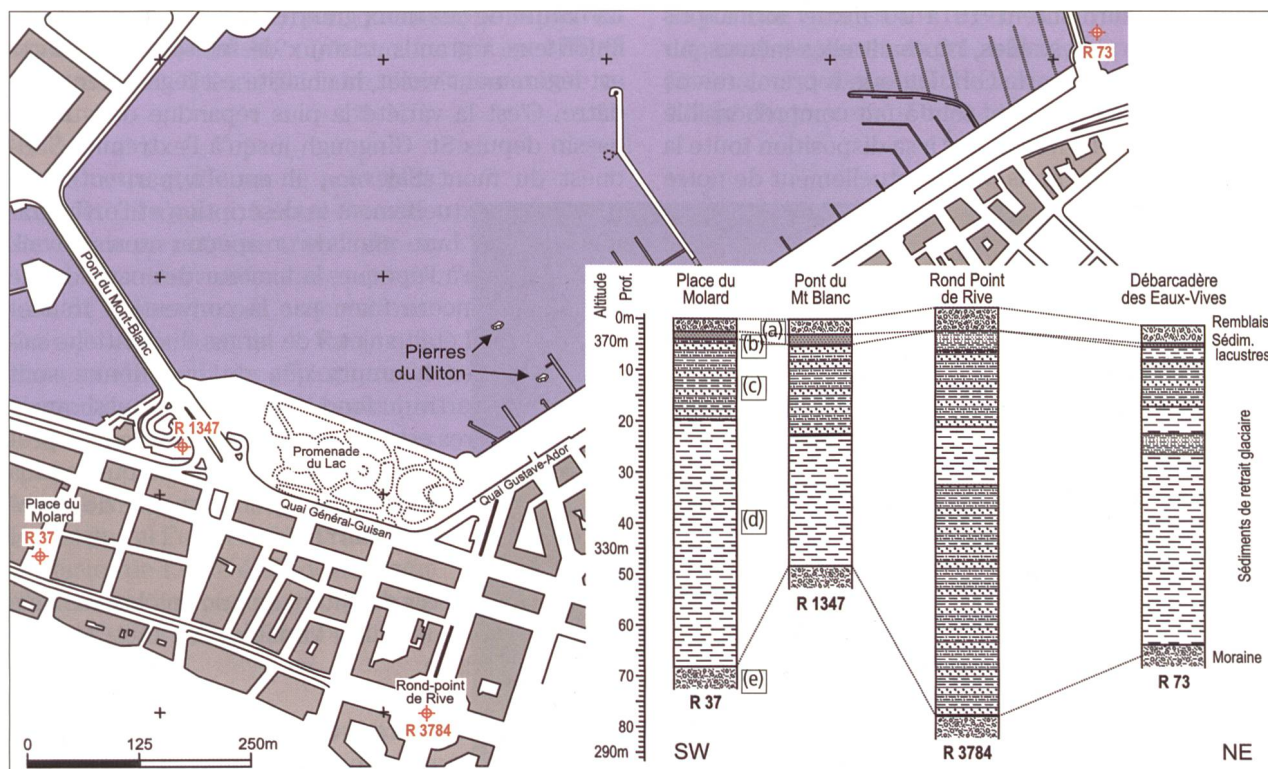 R 73
Pont du Mont-Blanc
Pierres
du Niton
R 1347
Promenade
du Lac
Quai Gustave-Ador
Quai Général-Guisan
Place du
Molard
R 37
Rond-point
de Rive
R 3784
0
125
250m
Altitude
Prof.
Place du
Molard
Pont du
Mt Blanc
Rond Point
de Rive
Débarcadère
des Eaux-Vives
0m
370m
10
20
30
40
330m
50
60
70
80
290m
(a)
(b)
(c)
(d)
(e)
Remblais
Sédim.
lacustres
Sédiments de retrait glaciaire
Moraine
R 37
R 1347
R 3784
R 73
SW
NE